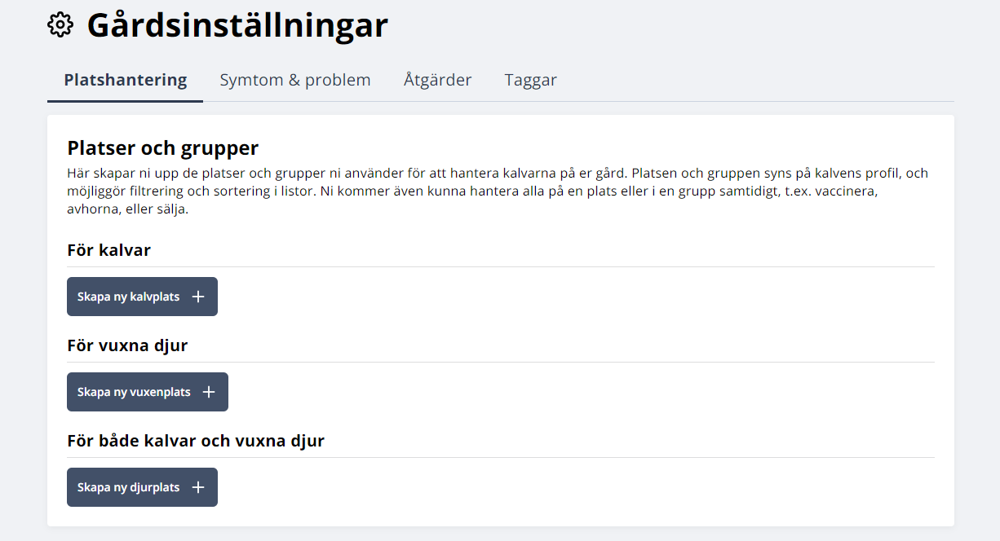 Gårdsinställningar
Platshantering Symtom & problem Åtgärder Taggar
Platser och grupper
Här skapar ni upp de platser och grupper ni använder för att hantera kalvarna på er gård. Platsen och gruppen syns på kalvens profil, och
möjliggör filtrering och sortering i listor. Ni kommer även kunna hantera alla på en plats eller i en grupp samtidigt, t.ex. vaccinera,
avhorna, eller sälja.
För kalvar
Skapa ny kalvplats
För vuxna djur
Skapa ny vuxenplats
För både kalvar och vuxna djur
Skapa ny djurplats